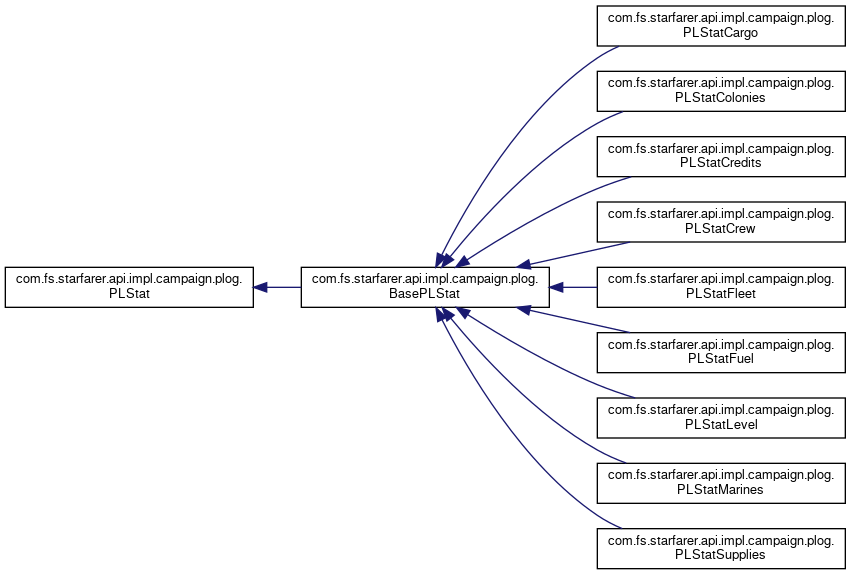 com.fs.starfarer.api.impl.campaign.plog.
PLStat
com.fs.starfarer.api.impl.campaign.plog.
BasePLStat
com.fs.starfarer.api.impl.campaign.plog.
PLStatCargo
com.fs.starfarer.api.impl.campaign.plog.
PLStatColonies
com.fs.starfarer.api.impl.campaign.plog.
PLStatCredits
com.fs.starfarer.api.impl.campaign.plog.
PLStatCrew
com.fs.starfarer.api.impl.campaign.plog.
PLStatFleet
com.fs.starfarer.api.impl.campaign.plog.
PLStatFuel
com.fs.starfarer.api.impl.campaign.plog.
PLStatLevel
com.fs.starfarer.api.impl.campaign.plog.
PLStatMarines
com.fs.starfarer.api.impl.campaign.plog.
PLStatSupplies